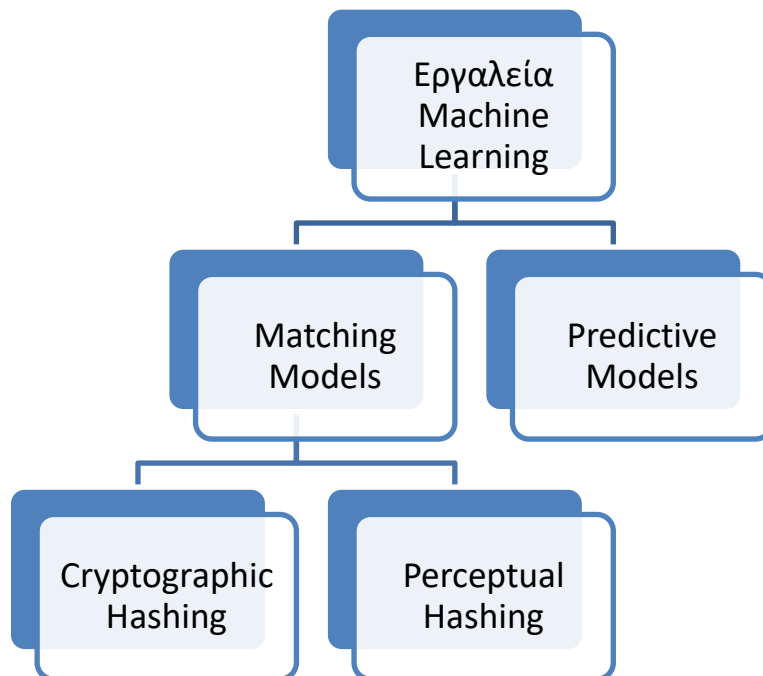 Εργαλεία
Machine
Learning
Matching
Models
Predictive
Models
Cryptographic
Hashing
Perceptual
Hashing